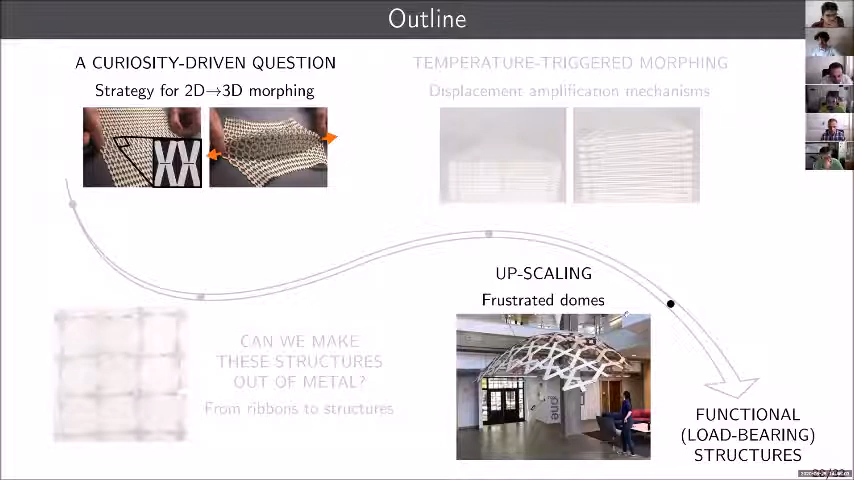 Outline
A CURIOSITY-DRIVEN QUESTION
Strategy for 2D→3D morphing
TEMPERATURE-TRIGGERED MORPHING
Displacement amplification mechanisms
UP-SCALING
Frustrated domes
CAN WE MAKE
THESE STRUCTURES
OUT OF METAL?
From ribbons to structures
FUNCTIONAL
(LOAD-BEARING)
STRUCTURES